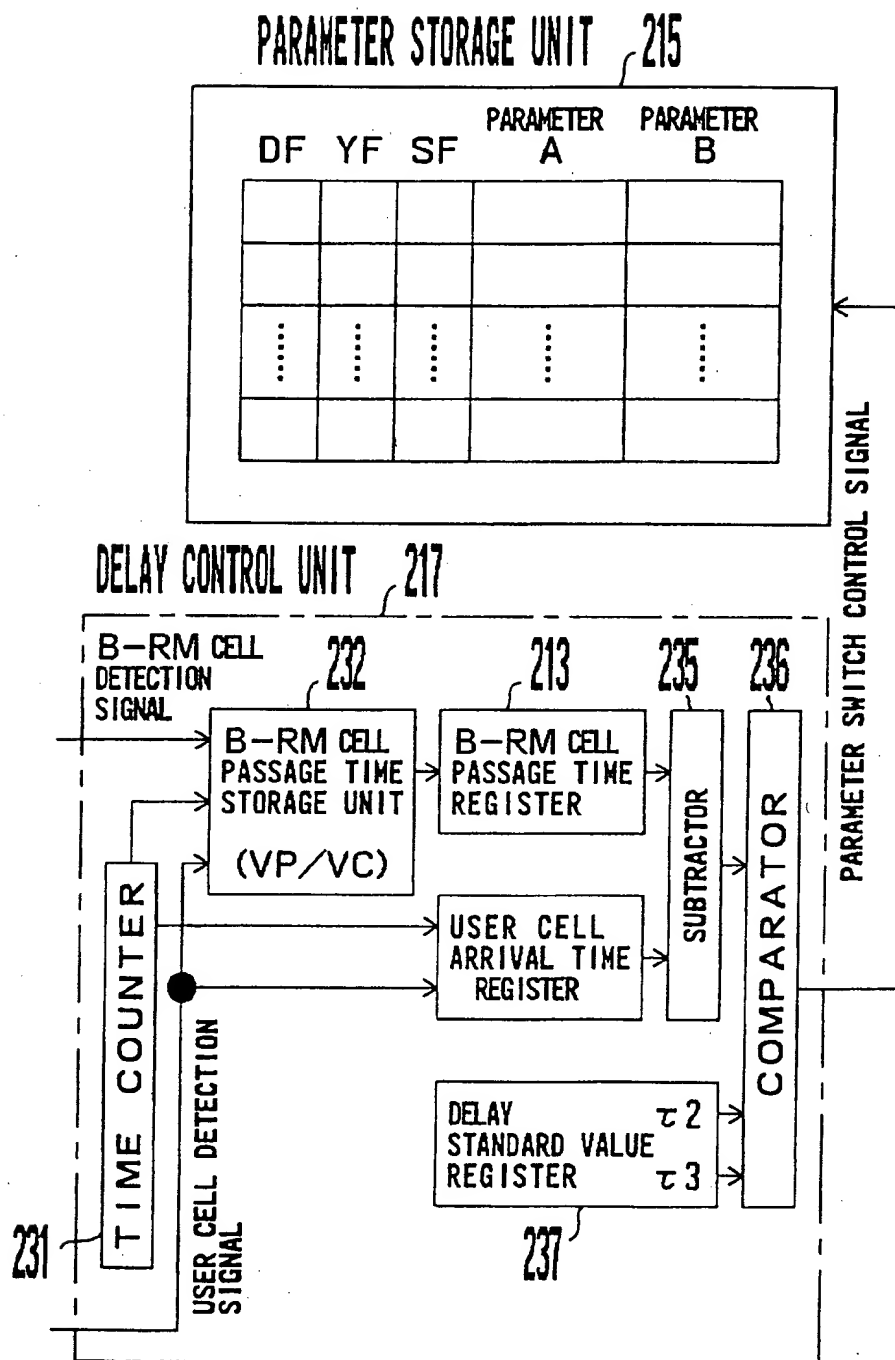 PARAMETER STORAGE UNIT 215
DF YF SF PARAMETER A PARAMETER B
PARAMETER SWITCH CONTROL SIGNAL
DELAY CONTROL UNIT 217
B-RM CELL
DETECTION
SIGNAL
232
B-RM CELL
PASSAGE TIME
STORAGE UNIT
(VP/VC)
213
B-RM CELL
PASSAGE TIME
REGISTER
235
SUBTRACTOR
236
COMPARATOR
TIME COUNTER
231
USER CELL
ARRIVAL TIME
REGISTER
USER CELL DETECTION
SIGNAL
DELAY τ2
STANDARD VALUE
REGISTER τ3
237